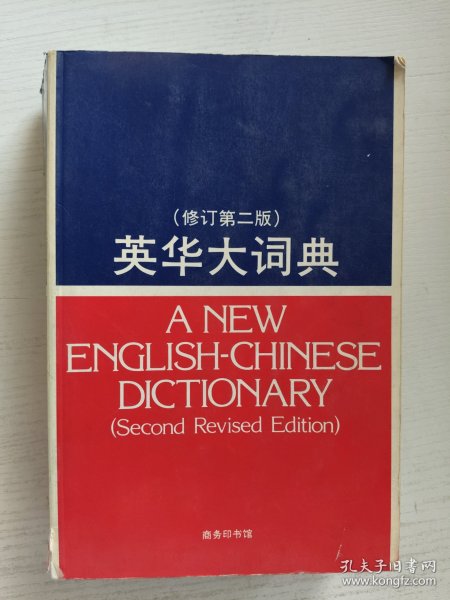 （修订第二版）
英华大词典
A NEW
ENGLISH-CHINESE
DICTIONARY
(Second Revised Edition)
商务印书馆
孔夫子旧书网
www.kongfz.com